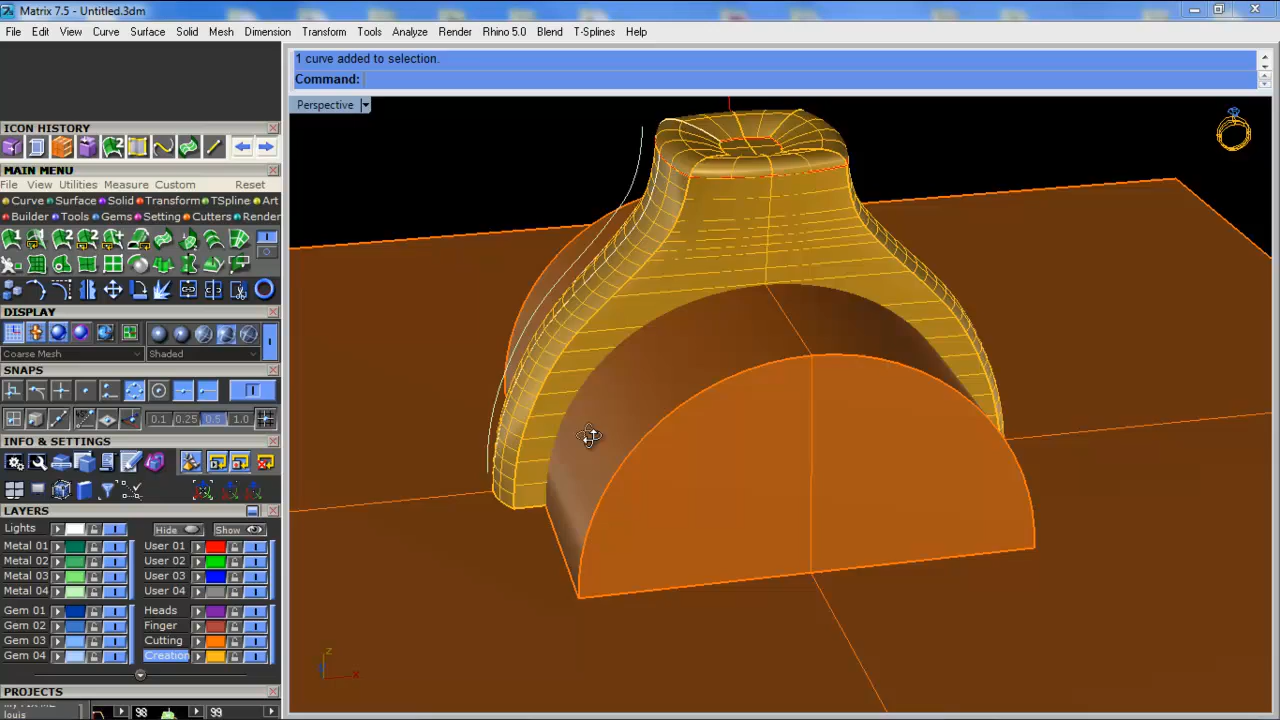 Matrix 7.5 - Untitled.3dm
File Edit View Curve Surface Solid Mesh Dimension Transform Tools Analyze Render Rhino 5.0 Blend T-Splines Help
1 curve added to selection.
Command:
Perspective
ICON HISTORY
MAIN MENU
File View Utilities Measure Custom Reset
Curve Surface Solid Transform TSpline Art
Builder Tools Gems Setting Cutters Render
DISPLAY
Coarse Mesh Shaded
SNAPS
0.1 0.25 0.5 1.0
INFO & SETTINGS
LAYERS
Lights Hide Show
Metal 01 User 01
Metal 02 User 02
Metal 03 User 03
Metal 04 User 04
Gem 01 Heads
Gem 02 Finger
Gem 03 Cutting
Gem 04 Creation
z
x
PROJECTS
louis 98 99